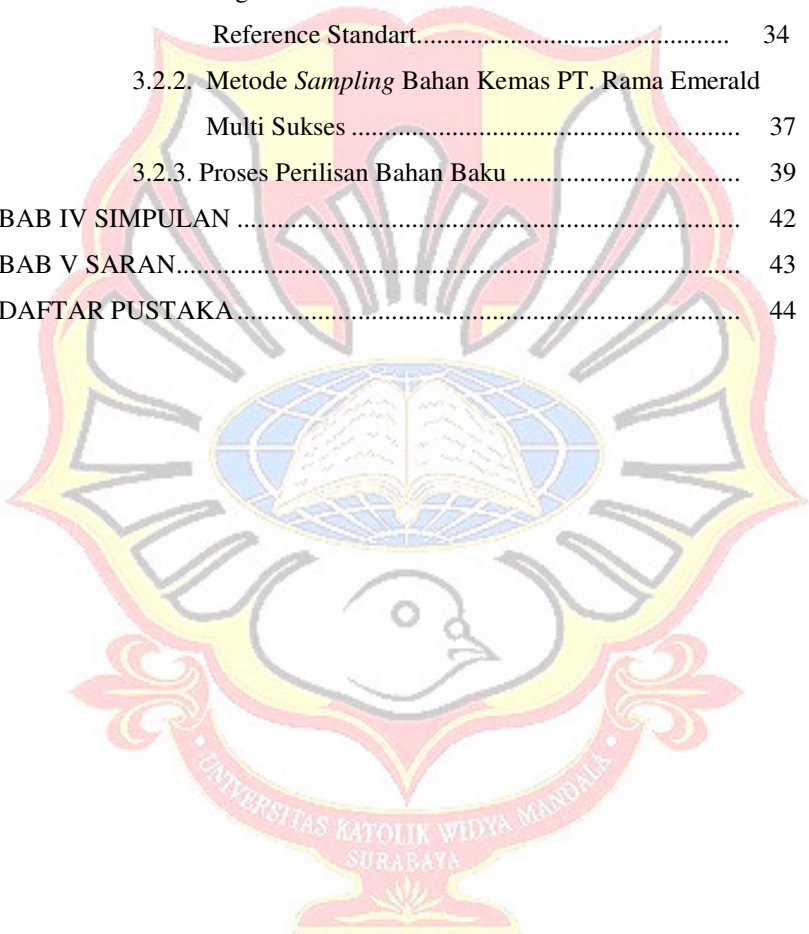 Reference Standart............................................ 34
3.2.2. Metode Sampling Bahan Kemas PT. Rama Emerald
Multi Sukses ....................................................... 37
3.2.3. Proses Perilisan Bahan Baku ................................ 39
BAB IV SIMPULAN ....................................................................... 42
BAB V SARAN................................................................................ 43
DAFTAR PUSTAKA ....................................................................... 44
UNIVERSITAS KATOLIK WIDYA MANDALA
SURABAYA